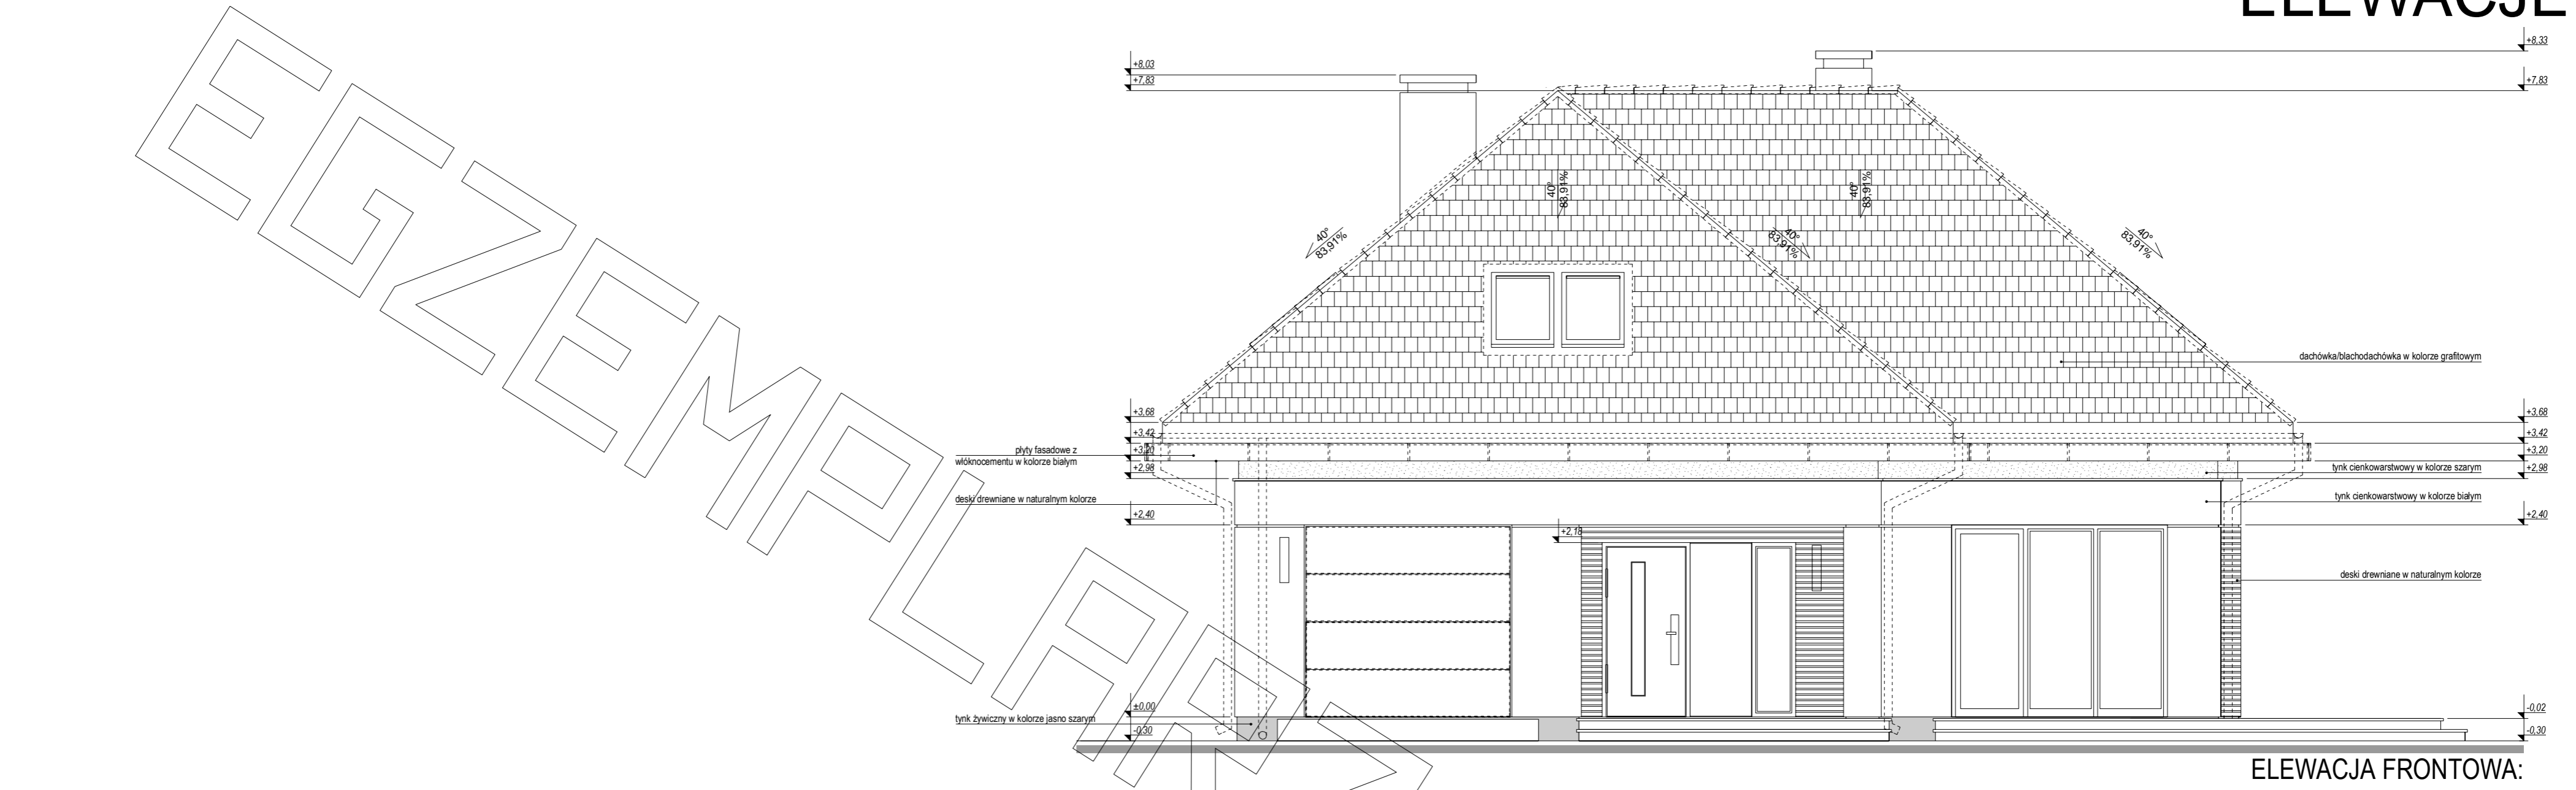 ELEWACJE
+8,03
+7,83
+8,33
+7,83
40°
83,91%
40°
83,91%
40°
83,91%
40°
83,91%
40°
83,91%
dachówka/blachodachówka w kolorze grafitowym
+3,68
+3,42
+3,20
+2,98
+3,68
+3,42
+3,20
+2,98
płyty fasadowe z
włóknocementu w kolorze białym
tynk cienkowarstwowy w kolorze szarym
deski drewniane w naturalnym kolorze
tynk cienkowarstwowy w kolorze białym
+2,40
+2,40
+2,18
deski drewniane w naturalnym kolorze
±0,00
-0,30
-0,02
-0,30
tynk żywiczny w kolorze jasno szarym
ELEWACJA FRONTOWA:
EGZEMPLAR